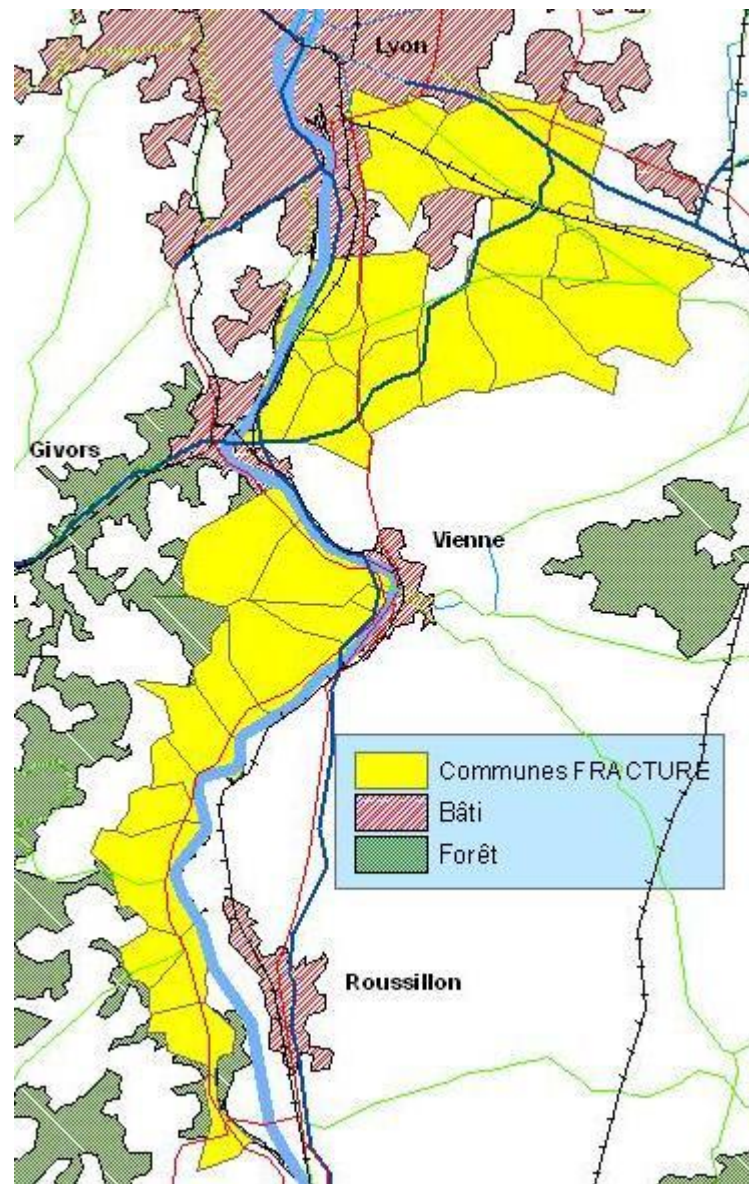 Lyon
Givors
Vienne
Communes FRACTURE
Bâti
Forêt
Roussillon